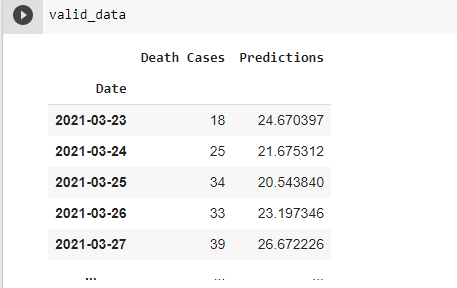 valid_data
Death Cases Predictions
Date
2021-03-23 18 24.670397
2021-03-24 25 21.675312
2021-03-25 34 20.543840
2021-03-26 33 23.197346
2021-03-27 39 26.672226
... ... ...